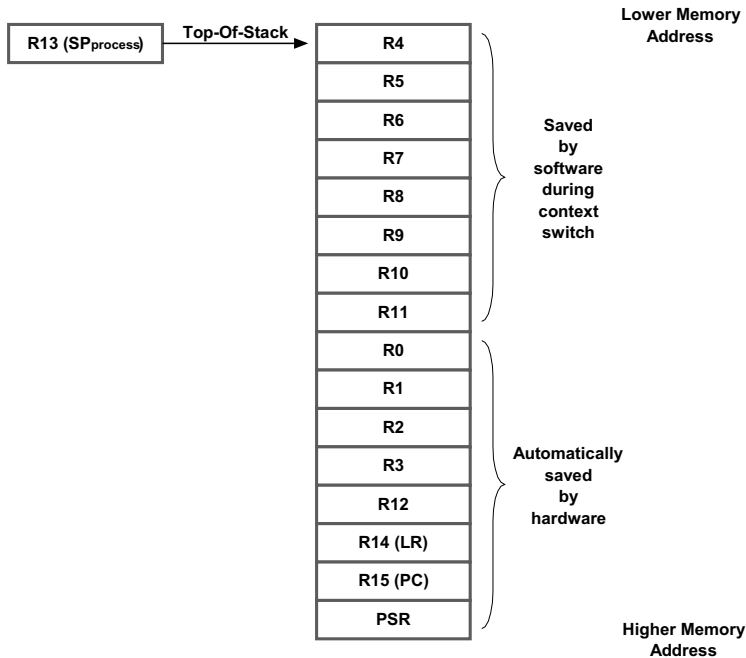 Lower Memory
Address
R13 (SPprocess)
Top-Of-Stack
R4
R5
R6
R7
R8
R9
R10
R11
Saved
by
software
during
context
switch
R0
R1
R2
R3
R12
R14 (LR)
R15 (PC)
PSR
Automatically
saved
by
hardware
Higher Memory
Address